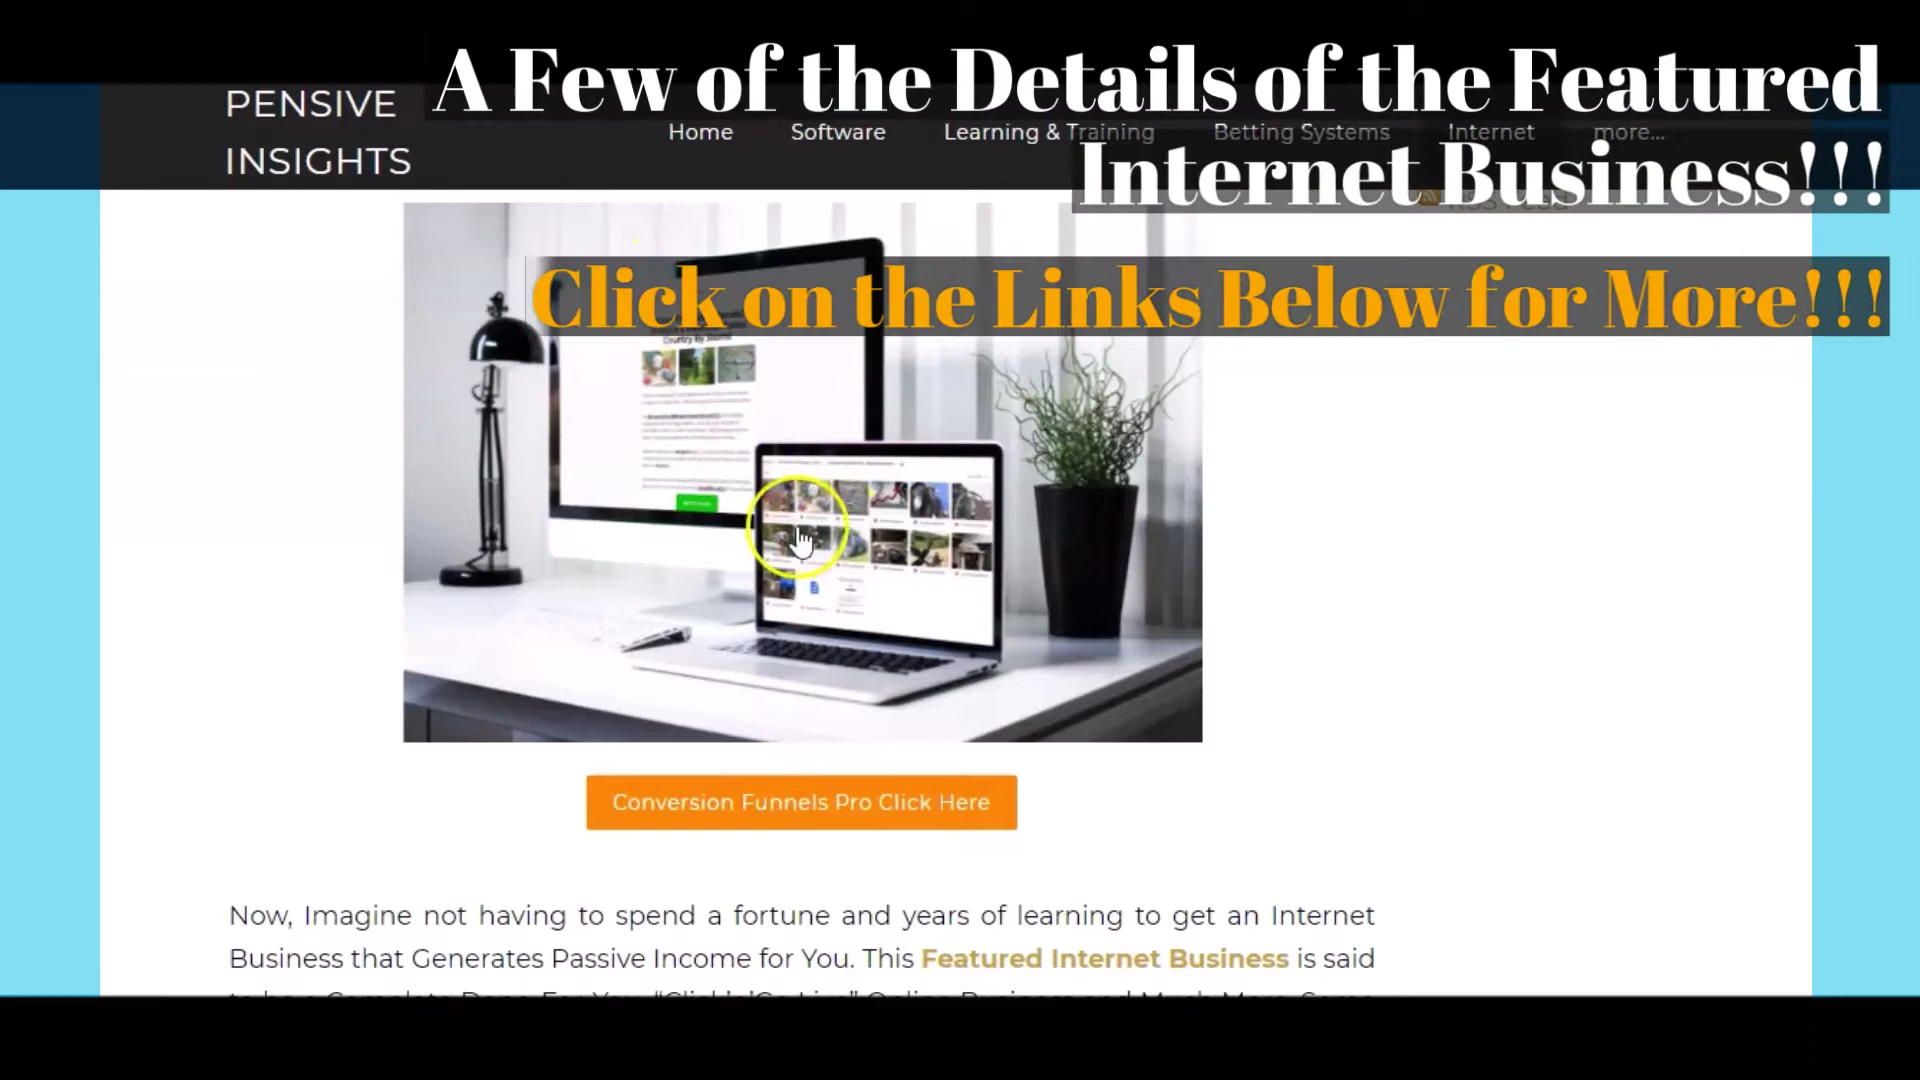 A Few of the Details of the Featured
Internet Business!!!
Click on the Links Below for More!!!
PENSIVE
INSIGHTS
Home Software Learning & Training Betting Systems Internet more...
Country By Storm
Conversion Funnels Pro Click Here
Now, Imagine not having to spend a fortune and years of learning to get an Internet
Business that Generates Passive Income for You. This Featured Internet Business is said